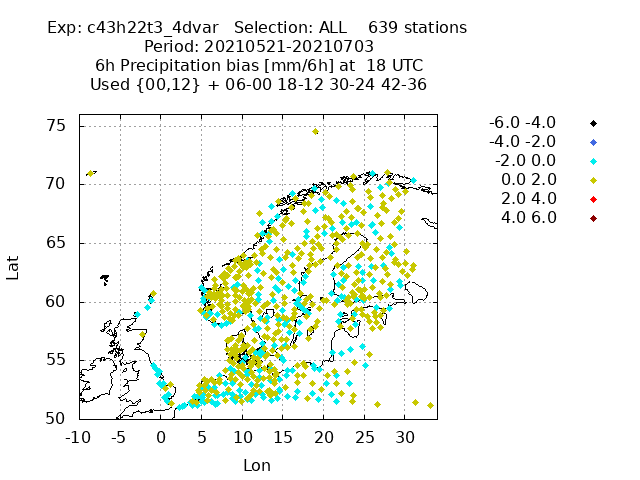 Exp: c43h22t3_4dvar   Selection: ALL    639 stations
Period: 20210521-20210703
6h Precipitation bias [mm/6h] at  18 UTC
Used {00,12} + 06-00 18-12 30-24 42-36
-6.0 -4.0
-4.0 -2.0
-2.0 0.0
0.0 2.0
2.0 4.0
4.0 6.0
75
70
65
60
55
50
Lat
-10 -5 0 5 10 15 20 25 30
Lon